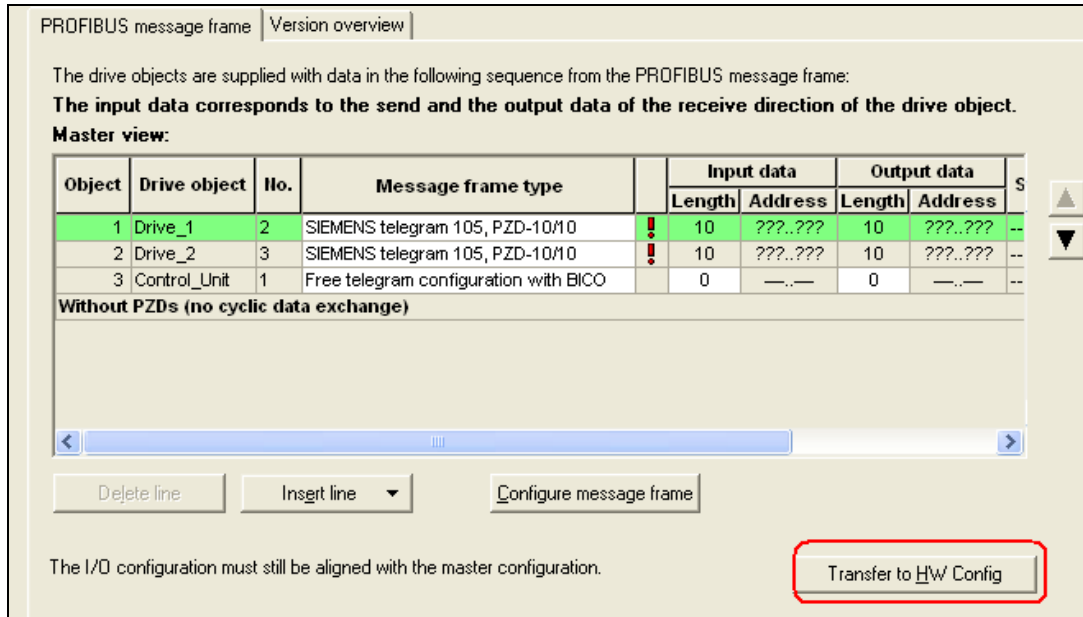 PROFIBUS message frame Version overview
The drive objects are supplied with data in the following sequence from the PROFIBUS message frame:
The input data corresponds to the send and the output data of the receive direction of the drive object.
Master view:
Object Drive object No. Message frame type Input data Output data S
Length Address Length Address
1 Drive_1 2 SIEMENS telegram 105, PZD-10/10 ! 10 ???..??? 10 ???..??? --
2 Drive_2 3 SIEMENS telegram 105, PZD-10/10 ! 10 ???..??? 10 ???..??? --
3 Control_Unit 1 Free telegram configuration with BICO 0 —..— 0 —..— --
Without PZDs (no cyclic data exchange)
Delete line Insert line Configure message frame
The I/O configuration must still be aligned with the master configuration. Transfer to HW Config